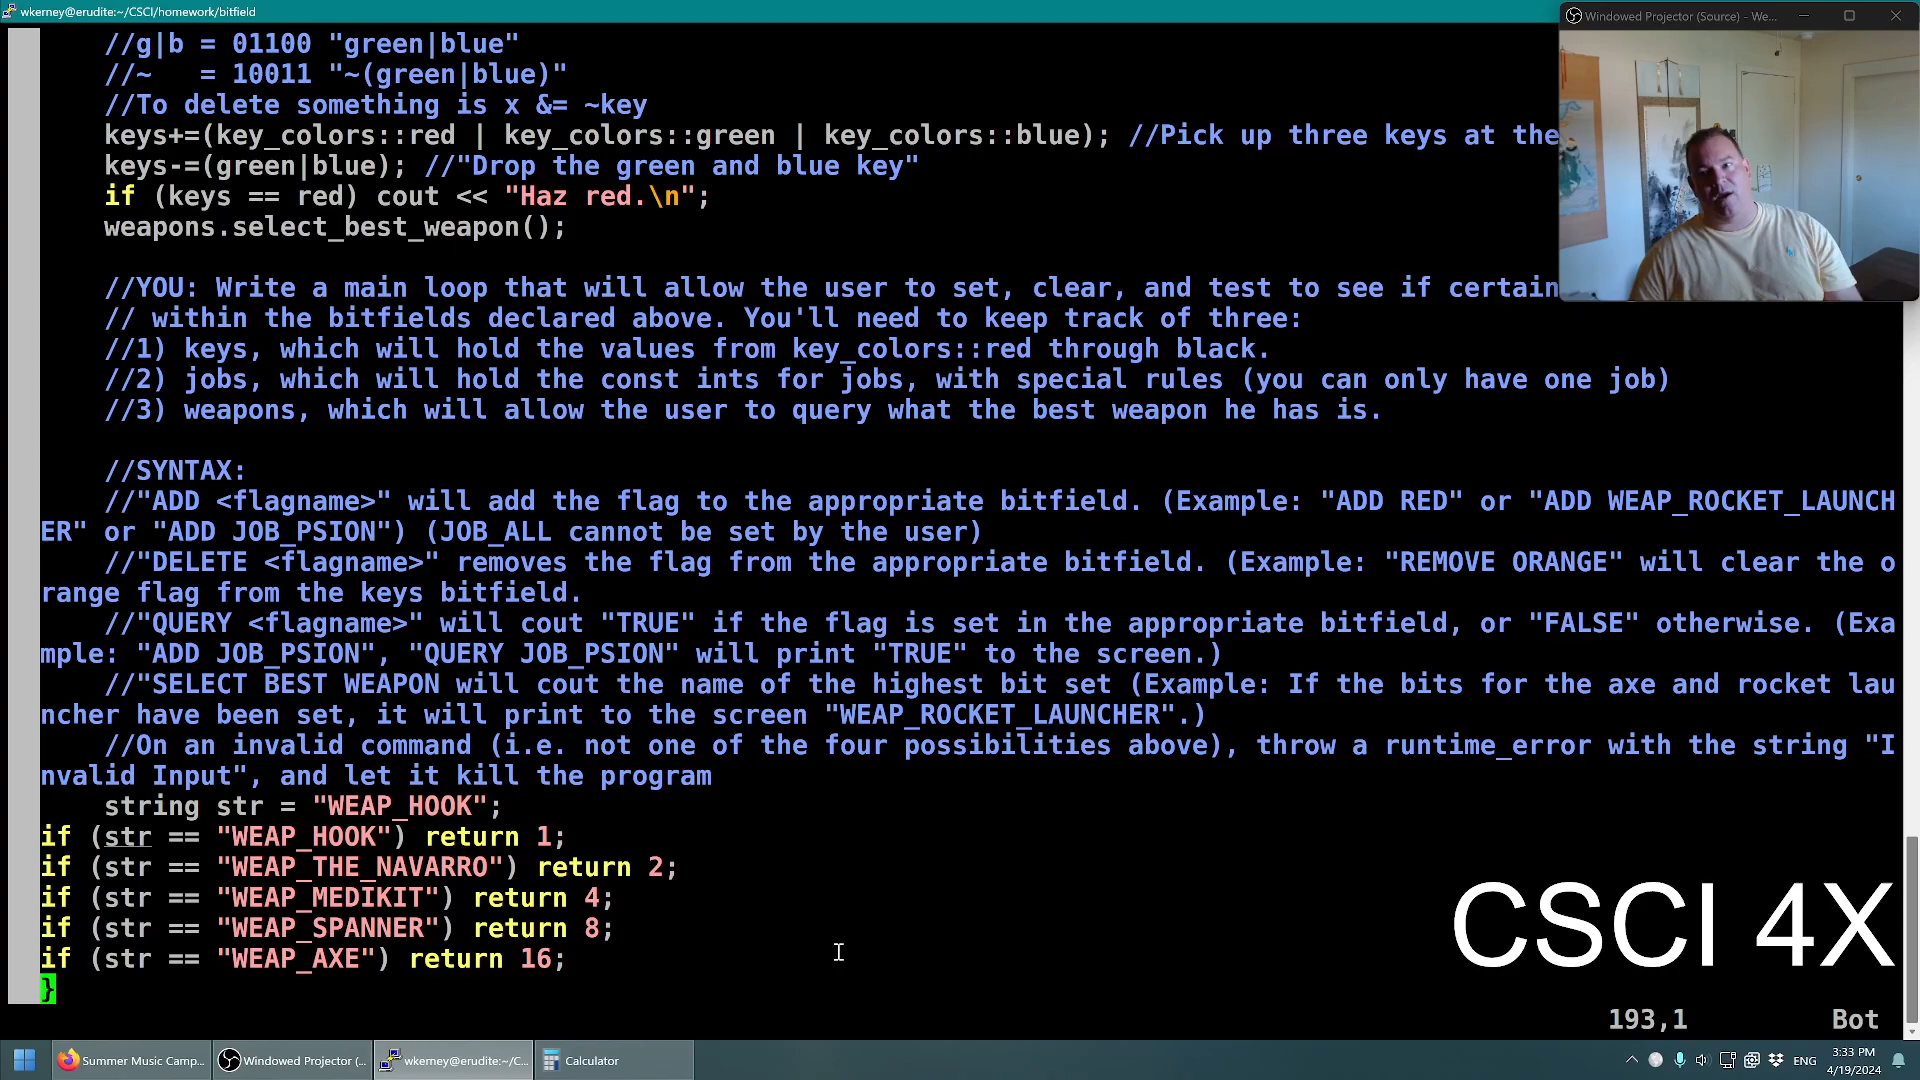 wkerney@erudite:~/CSCI/homework/bitfield
Windowed Projector (Source) - We...
//g|b = 01100 "green|blue"
//~   = 10011 "~(green|blue)"
//To delete something is x &= ~key
keys+=(key_colors::red | key_colors::green | key_colors::blue); //Pick up three keys at the
keys-=(green|blue); //"Drop the green and blue key"
if (keys == red) cout << "Haz red.\n";
weapons.select_best_weapon();
//YOU: Write a main loop that will allow the user to set, clear, and test to see if certain
// within the bitfields declared above. You'll need to keep track of three:
//1) keys, which will hold the values from key_colors::red through black.
//2) jobs, which will hold the const ints for jobs, with special rules (you can only have one job)
//3) weapons, which will allow the user to query what the best weapon he has is.
//SYNTAX:
//"ADD <flagname>" will add the flag to the appropriate bitfield. (Example: "ADD RED" or "ADD WEAP_ROCKET_LAUNCH
ER" or "ADD JOB_PSION") (JOB_ALL cannot be set by the user)
//"DELETE <flagname>" removes the flag from the appropriate bitfield. (Example: "REMOVE ORANGE" will clear the o
range flag from the keys bitfield.
//"QUERY <flagname>" will cout "TRUE" if the flag is set in the appropriate bitfield, or "FALSE" otherwise. (Exa
mple: "ADD JOB_PSION", "QUERY JOB_PSION" will print "TRUE" to the screen.)
//"SELECT BEST WEAPON will cout the name of the highest bit set (Example: If the bits for the axe and rocket lau
ncher have been set, it will print to the screen "WEAP_ROCKET_LAUNCHER".)
//On an invalid command (i.e. not one of the four possibilities above), throw a runtime_error with the string "I
nvalid Input", and let it kill the program
string str = "WEAP_HOOK";
if (str == "WEAP_HOOK") return 1;
if (str == "WEAP_THE_NAVARRO") return 2;
if (str == "WEAP_MEDIKIT") return 4;
if (str == "WEAP_SPANNER") return 8;
if (str == "WEAP_AXE") return 16;
}
CSCI 4X
193,1 Bot
Summer Music Camp...
Windowed Projector (...
wkerney@erudite:~/C...
Calculator
ENG
3:33 PM
4/19/2024